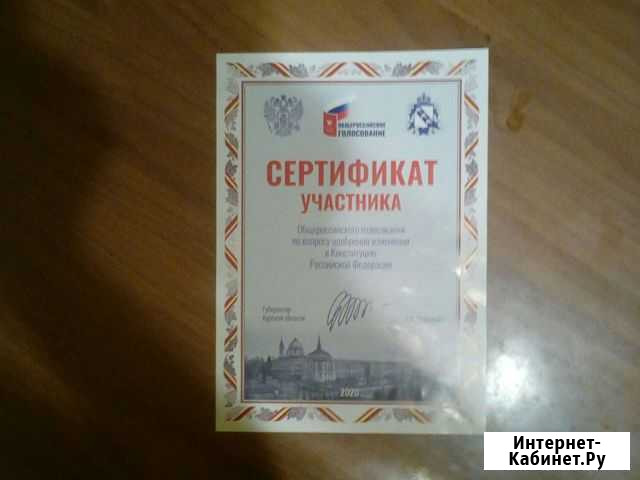 ОБЩЕРОССИЙСКОЕ
ГОЛОСОВАНИЕ
СЕРТИФИКАТ
УЧАСТНИКА
Общероссийского голосования
по вопросу одобрения изменений
в Конституцию
Российской Федерации
Губернатор
Курской области
2020
Интернет-
Кабинет.Ру